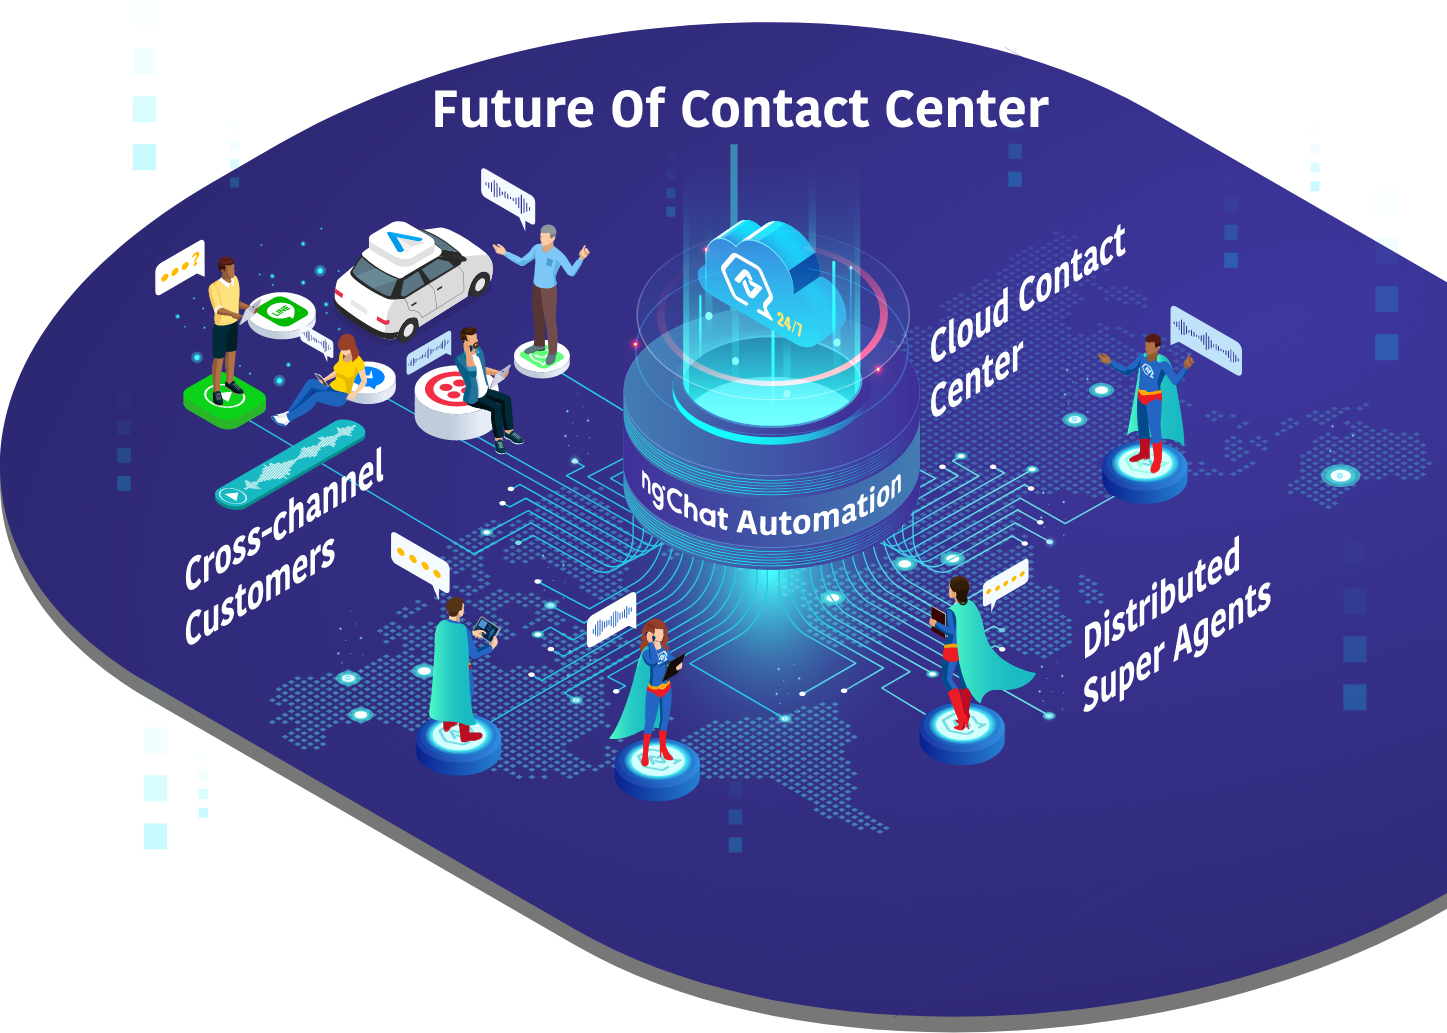 Future Of Contact Center
?
LINE
24/7
Cloud Contact
Center
ngChat Automation
Cross-channel
Customers
Distributed
Super Agents